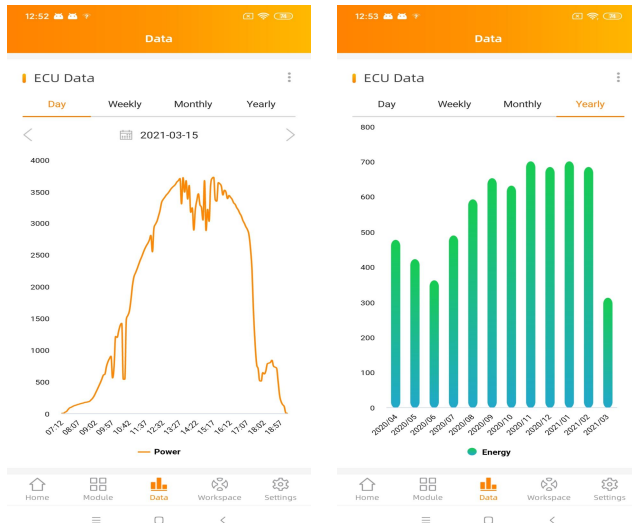 12:52
36
Data
ECU Data
Day Weekly Monthly Yearly
2021-03-15
4000
3500
3000
2500
2000
1500
1000
500
0
07:12 08:07 09:02 09:57 10:42 11:37 12:32 13:27 14:22 15:17 16:12 17:07 18:02 18:57
Power
Home Module Data Workspace Settings
12:53
36
Data
ECU Data
Day Weekly Monthly Yearly
800
700
600
500
400
300
200
100
0
2020/04 2020/05 2020/06 2020/07 2020/08 2020/09 2020/10 2020/11 2020/12 2021/01 2021/02 2021/03
Energy
Home Module Data Workspace Settings